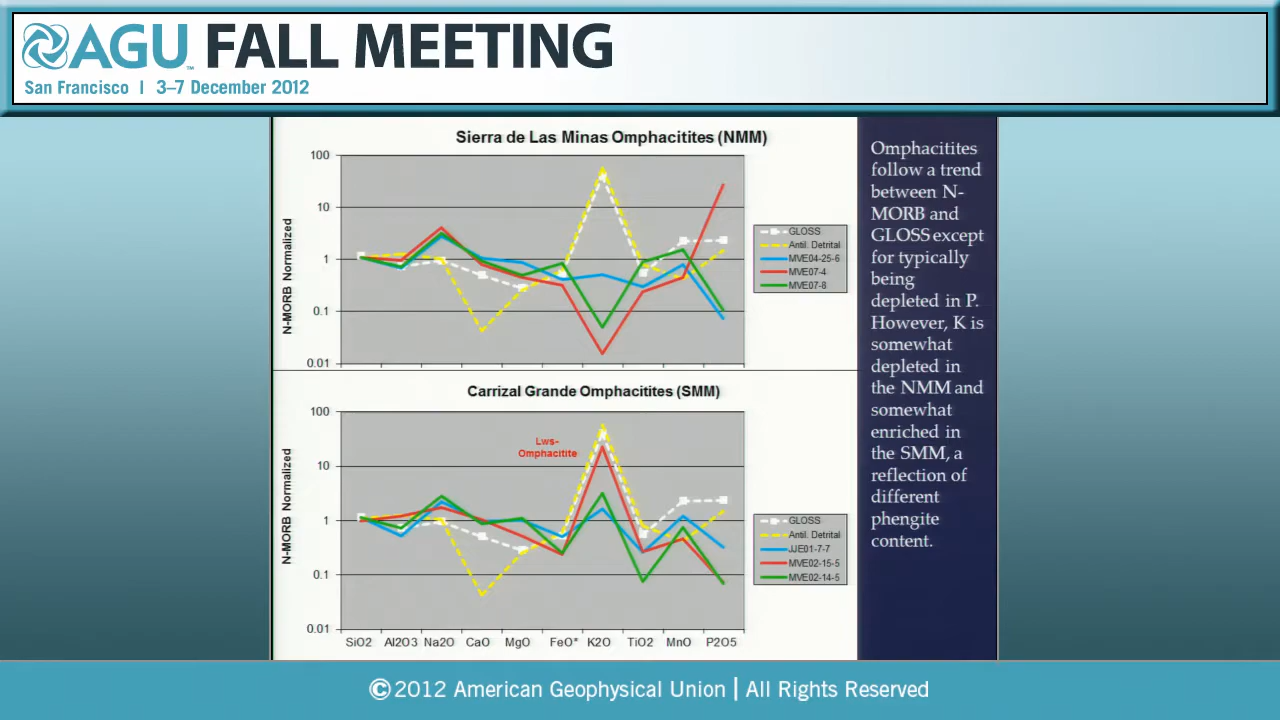 AGU FALL MEETING
San Francisco | 3–7 December 2012
Sierra de Las Minas Omphacitites (NMM)
N-MORB Normalized
100
10
1
0.1
0.01
GLOSS
Antil. Detrital
MVE04-25-6
MVE07-4
MVE07-8
Carrizal Grande Omphacitites (SMM)
N-MORB Normalized
100
10
1
0.1
0.01
Lws-
Omphacitite
GLOSS
Antil. Detrital
JJE01-7-7
MVE02-15-5
MVE02-14-5
SiO2 Al2O3 Na2O CaO MgO FeO* K2O TiO2 MnO P2O5
Omphacitites
follow a trend
between N-
MORB and
GLOSS except
for typically
being
depleted in P.
However, K is
somewhat
depleted in
the NMM and
somewhat
enriched in
the SMM, a
reflection of
different
phengite
content.
©2012 American Geophysical Union | All Rights Reserved